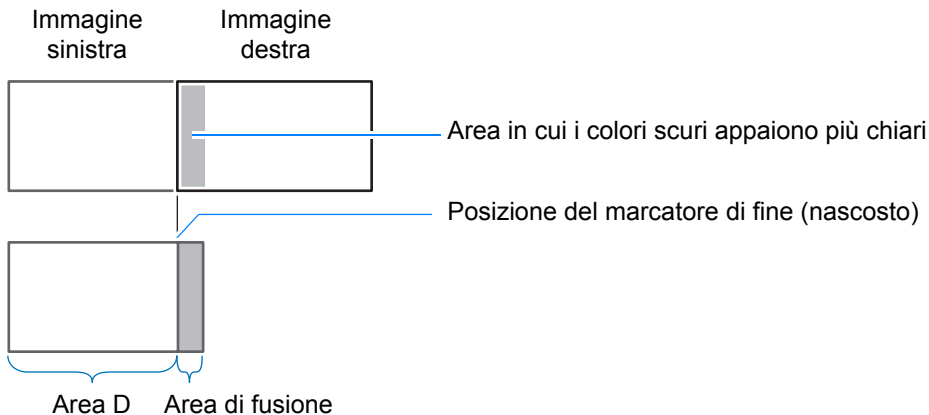 Immagine
sinistra
Immagine
destra
Area in cui i colori scuri appaiono più chiari
Posizione del marcatore di fine (nascosto)
Area D
Area di fusione